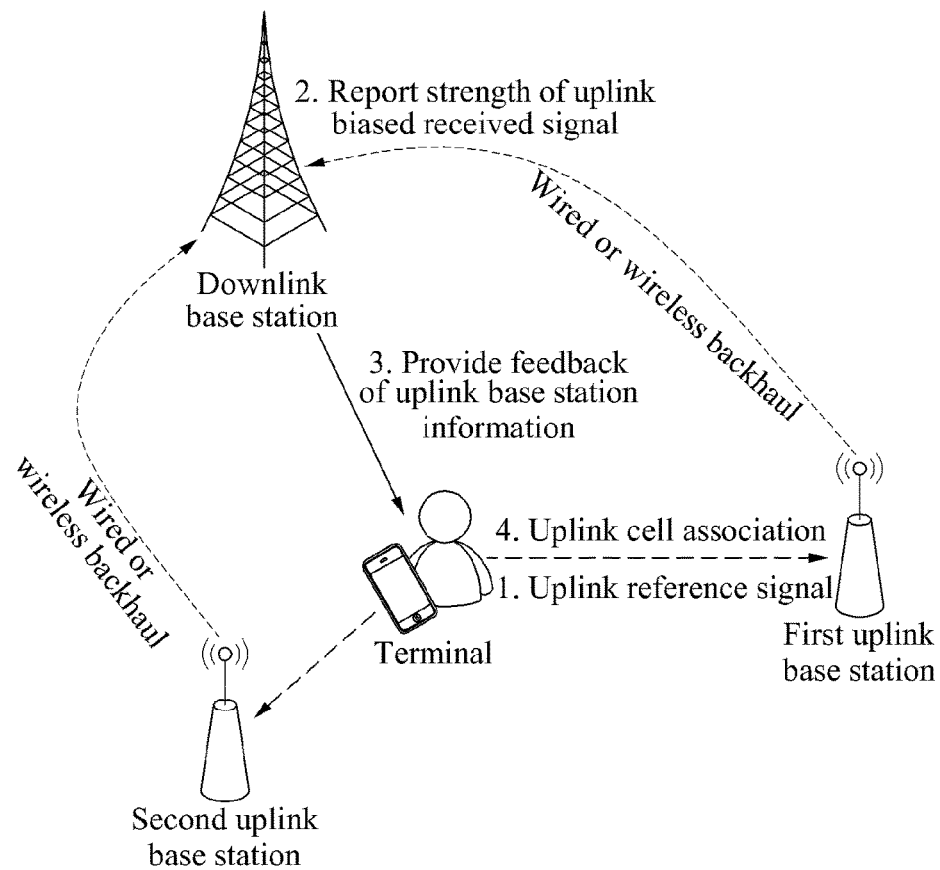 2. Report strength of uplink
biased received signal
Wired or wireless backhaul
Downlink
base station
3. Provide feedback
of uplink base station
information
Wired or
wireless backhaul
4. Uplink cell association
1. Uplink reference signal
Terminal
First uplink
base station
Second uplink
base station